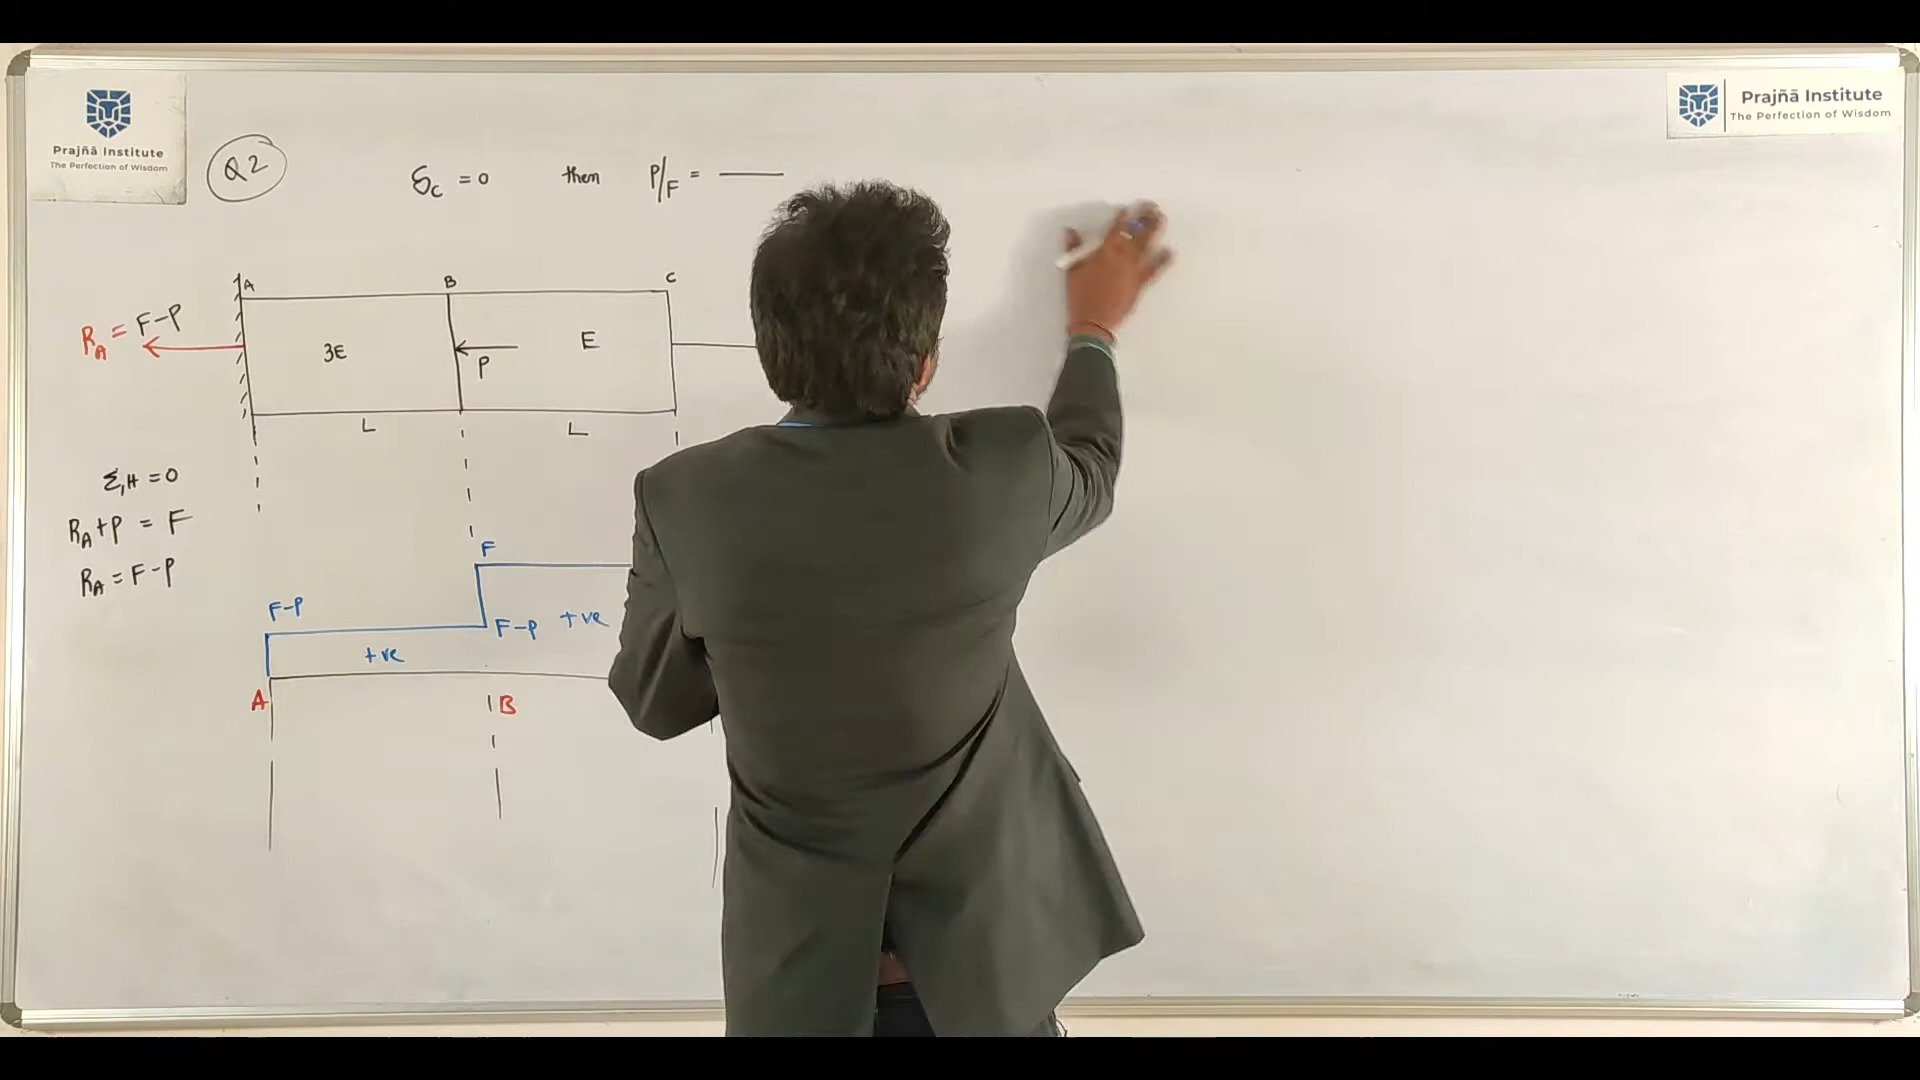 Prajñā Institute
The Perfection of Wisdom
Prajñā Institute
The Perfection of Wisdom
Q2
δc = 0 then P/F = ___
A B C
RA = F-P
3E
P
E
L L
Σ,H = 0
RA+P = F
RA = F-P
F
F-P
F-P +ve
+ve
A B